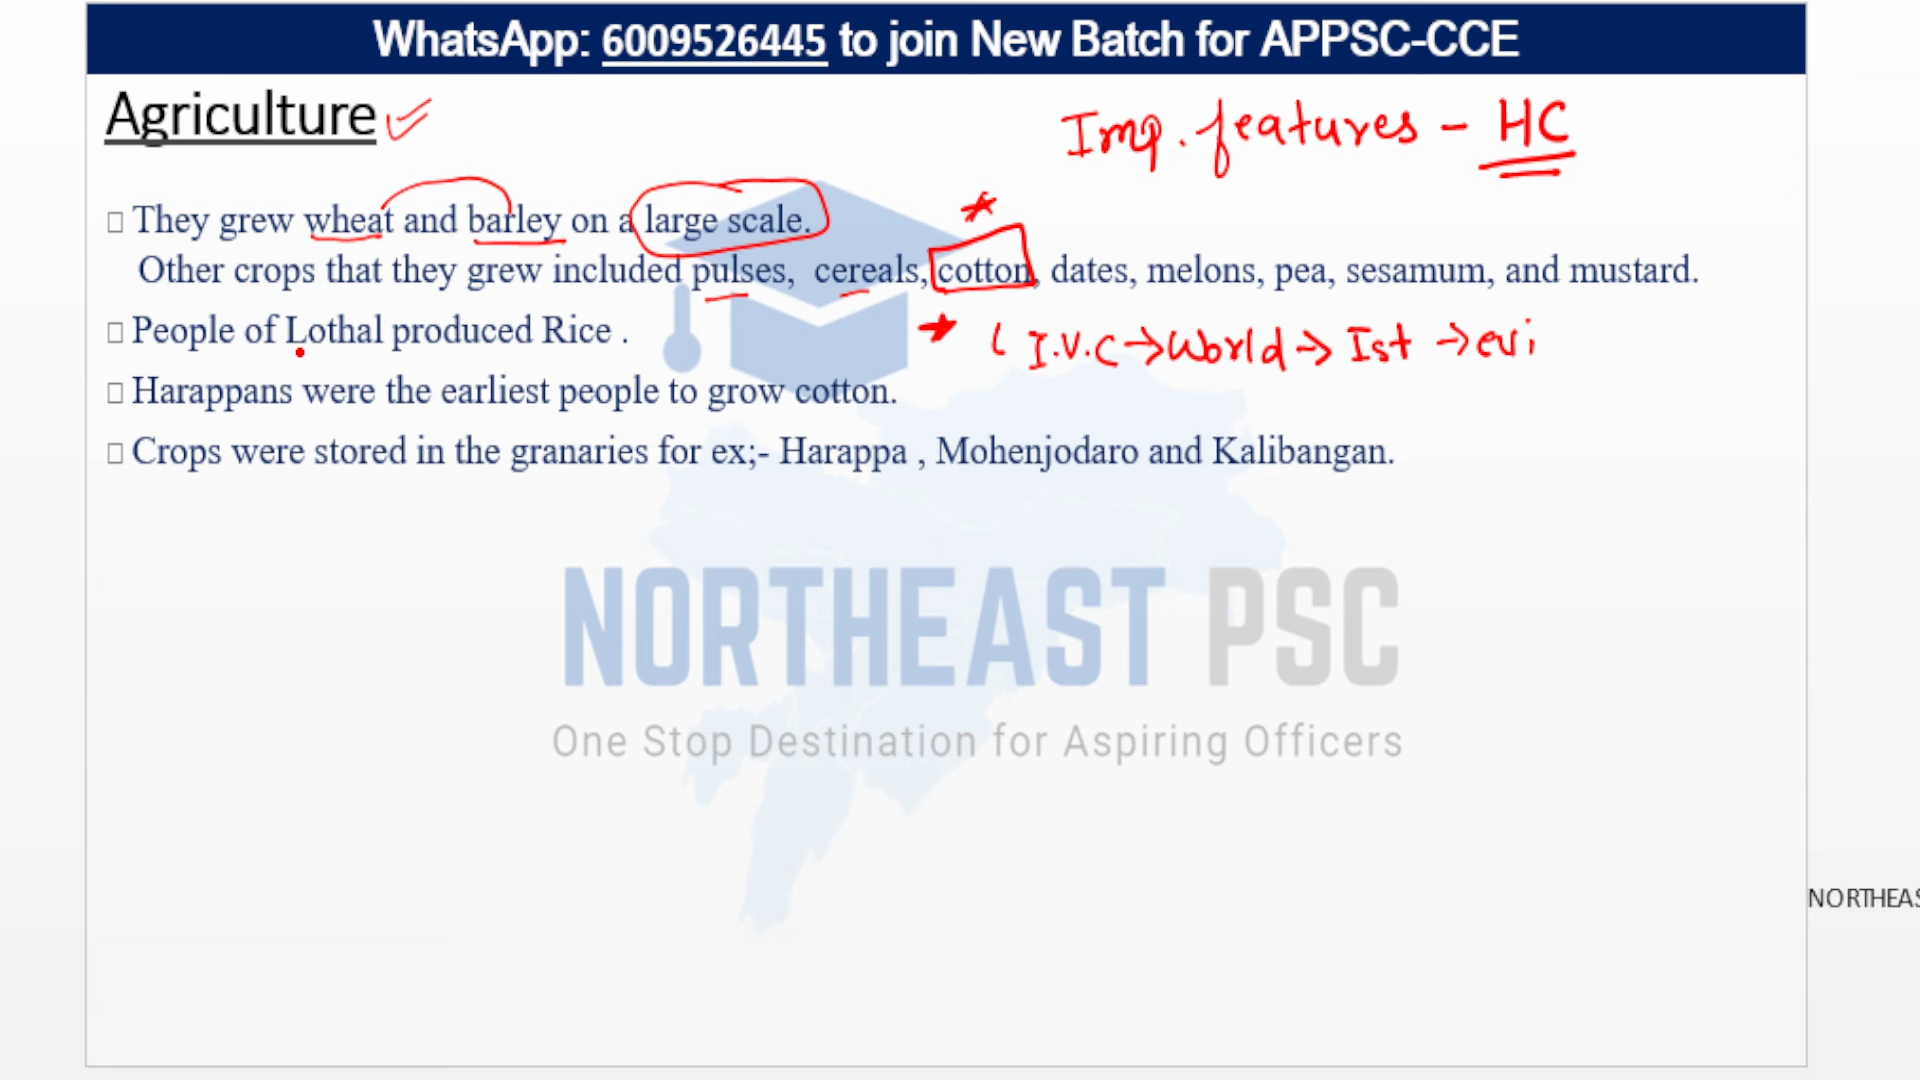 WhatsApp: 6009526445 to join New Batch for APPSC-CCE
Agriculture
Imp. features - HC
They grew wheat and barley on a large scale.
Other crops that they grew included pulses, cereals, cotton, dates, melons, pea, sesamum, and mustard.
People of Lothal produced Rice .
( I.V.C → World → Ist → evi
Harappans were the earliest people to grow cotton.
Crops were stored in the granaries for ex;- Harappa , Mohenjodaro and Kalibangan.
NORTHEAST PSC
One Stop Destination for Aspiring Officers
NORTHEAS